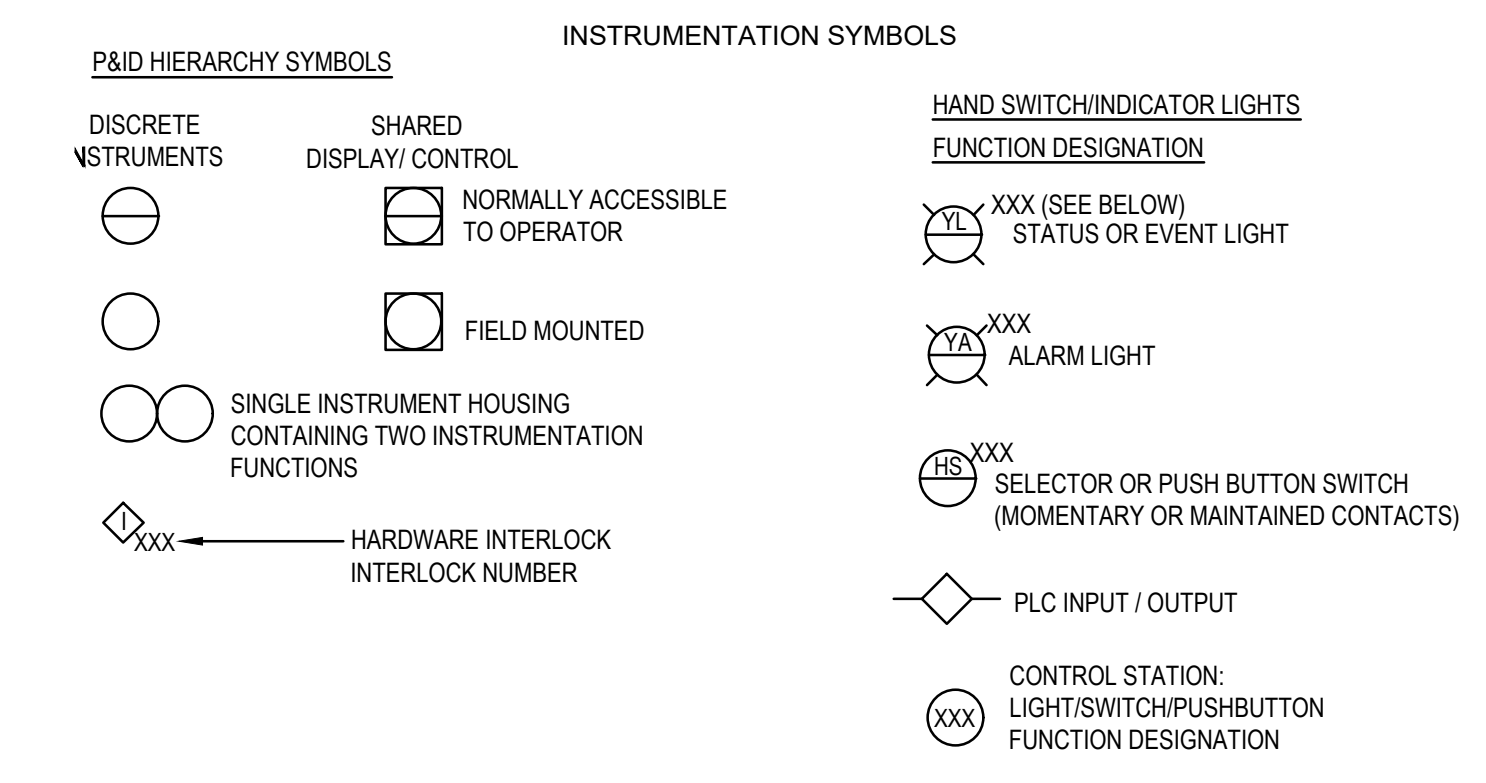 INSTRUMENTATION SYMBOLS
P&ID HIERARCHY SYMBOLS
DISCRETE
INSTRUMENTS
SHARED
DISPLAY/ CONTROL
NORMALLY ACCESSIBLE
TO OPERATOR
FIELD MOUNTED
SINGLE INSTRUMENT HOUSING
CONTAINING TWO INSTRUMENTATION
FUNCTIONS
I
XXX
HARDWARE INTERLOCK
INTERLOCK NUMBER
HAND SWITCH/INDICATOR LIGHTS
FUNCTION DESIGNATION
YL
XXX (SEE BELOW)
STATUS OR EVENT LIGHT
YA
XXX
ALARM LIGHT
HS
XXX
SELECTOR OR PUSH BUTTON SWITCH
(MOMENTARY OR MAINTAINED CONTACTS)
PLC INPUT / OUTPUT
XXX
CONTROL STATION:
LIGHT/SWITCH/PUSHBUTTON
FUNCTION DESIGNATION